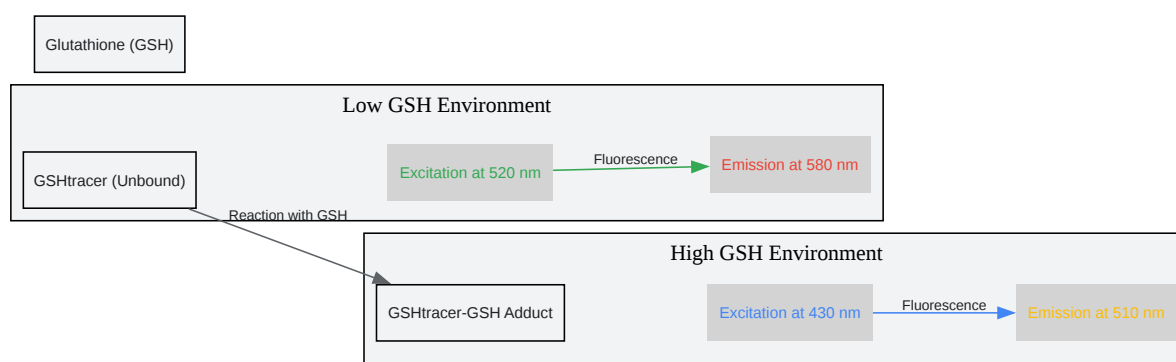 Glutathione (GSH)
Low GSH Environment
GSHtracer (Unbound)
Excitation at 520 nm
Fluorescence
Emission at 580 nm
Reaction with GSH
High GSH Environment
GSHtracer-GSH Adduct
Excitation at 430 nm
Fluorescence
Emission at 510 nm